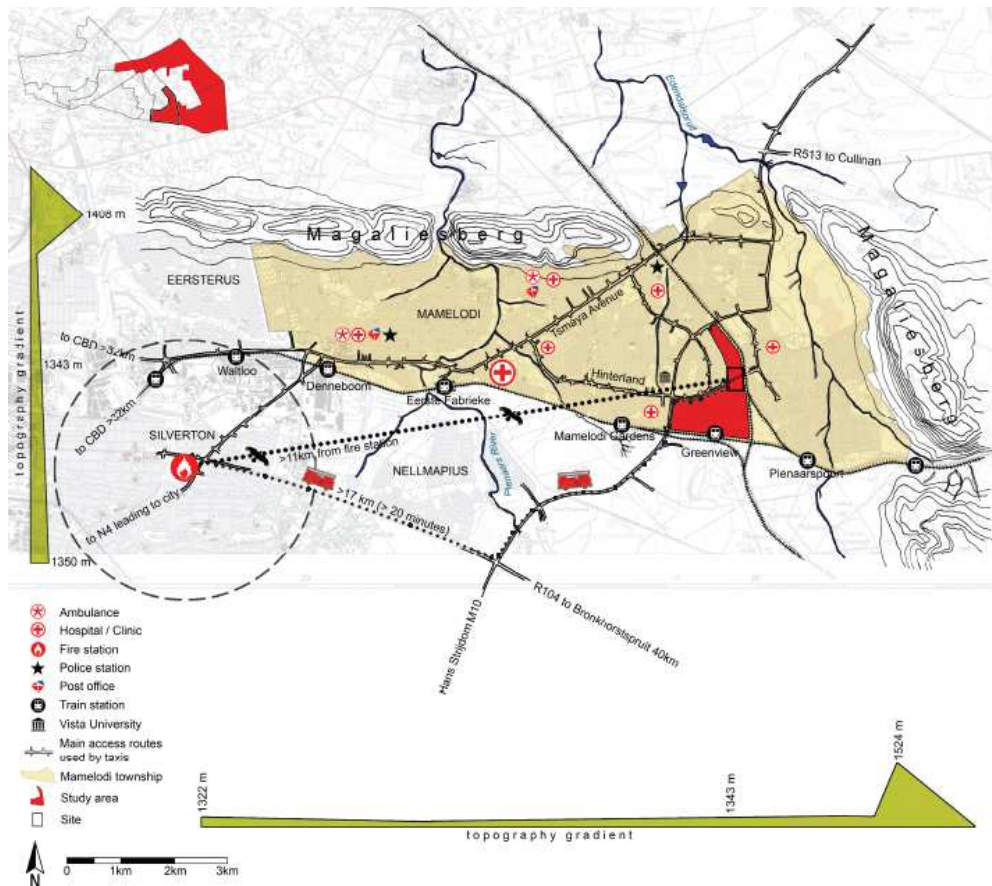 Edendalspruit
R513 to Cullinan
1408 m
Magaliesberg
Magaliesberg
EERSTERUS
MAMELODI
Tsmaya Avenue
topography gradient
to CBD >32km
1343 m
Waltloo
Denneboom
Hinterland
Eerste Fabrieke
to CBD >22km
SILVERTON
>11km from fire station
Mamelodi Gardens
Greenview
Pienaarspoort
NELLMAPIUS
Pienaars River
>17 km (> 20 minutes)
to N4 leading to city
1350 m
R104 to Bronkhorstspruit 40km
Hans Strijdom M10
Ambulance
Hospital / Clinic
Fire station
Police station
Post office
Train station
Vista University
Main access routes
used by taxis
Mamelodi township
Study area
Site
1322 m
1343 m
1524 m
topography gradient
N
0 1km 2km 3km